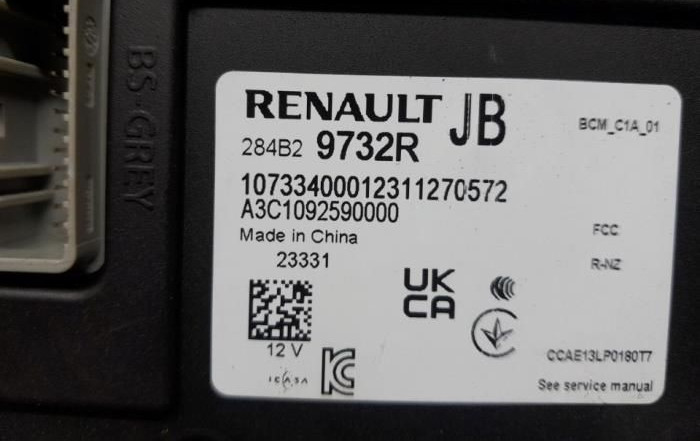 BS-GREY
RENAULT JB
BCM_C1A_01
284B2 9732R
10733400012311270572
A3C1092590000
Made in China
FCC
23331
R-NZ
UK
CA
12 V
CCAE13LP0180T7
ICASA
See service manual